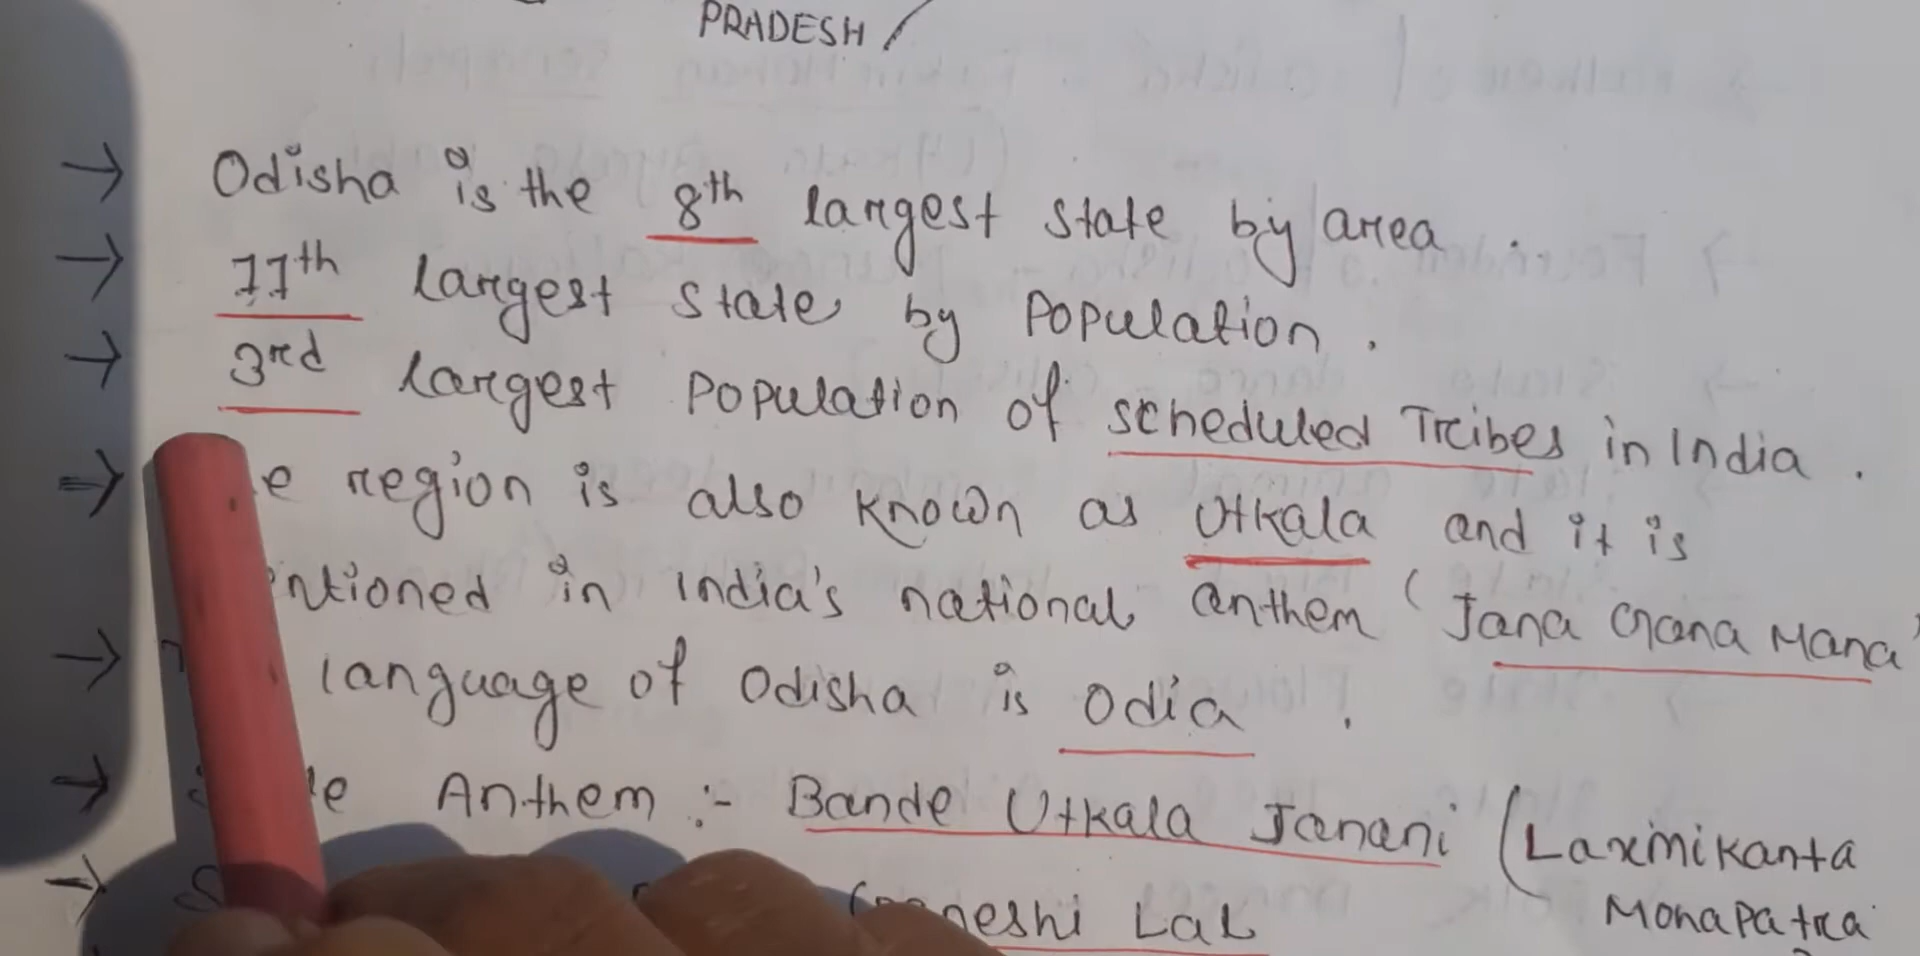 PRADESH /
→ Odisha is the 8th largest state by area.
→ 11th largest state by Population.
→ 3rd largest Population of scheduled Tribes in India.
→ region is also known as Utkala and it is
in India's national anthem 'Jana Gana Mana'
→ language of Odisha is Odia.
→ Anthem :- Bande Utkala Janani (Laxmikanta
Mohapatra
→ Lal